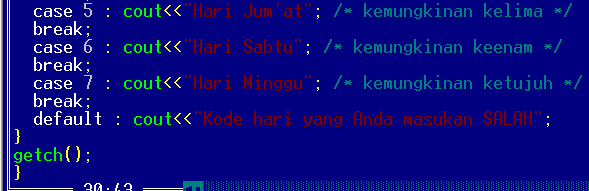 case 5 : cout<<"Hari Jum'at"; /* kemungkinan kelima */
break;
case 6 : cout<<"Hari Sabtu"; /* kemungkinan keenam */
break;
case 7 : cout<<"Hari Minggu"; /* kemungkinan ketujuh */
break;
default : cout<<"Kode hari yang Anda masukan SALAH";
}
getch();
}
30:43